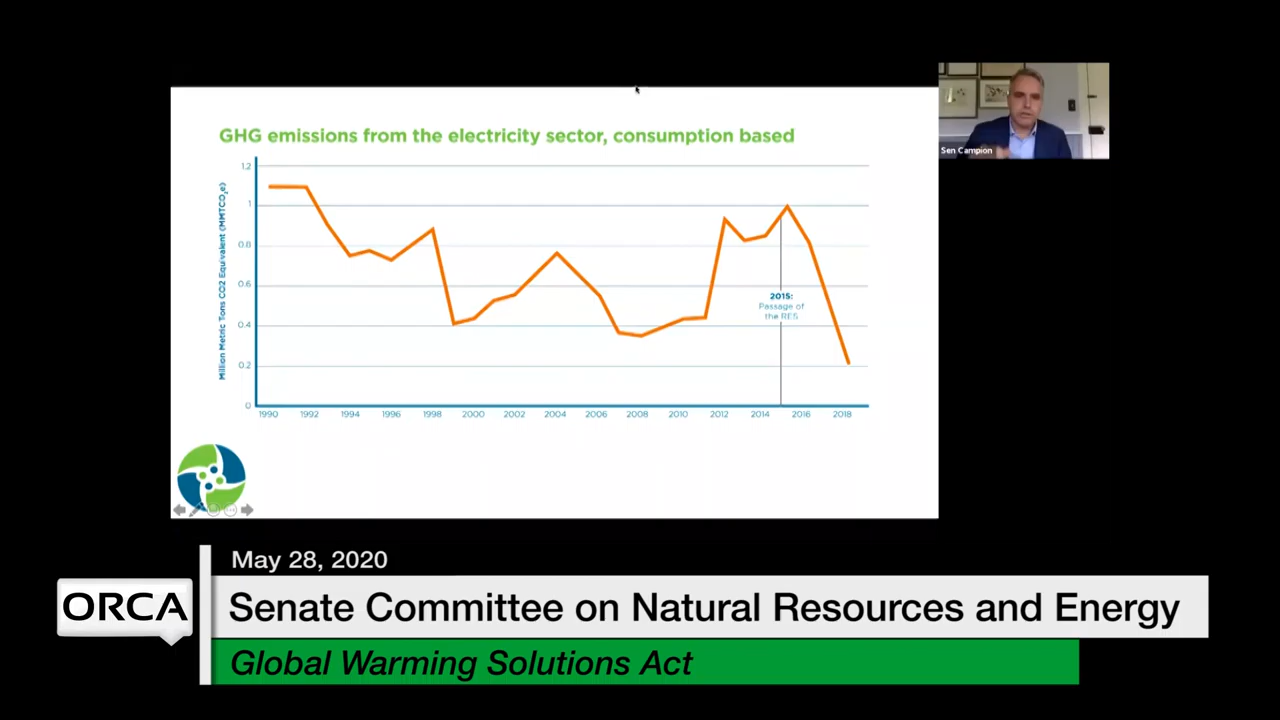 GHG emissions from the electricity sector, consumption based
Million Metric Tons CO2 Equivalent (MMTCO₂e)
1.2
1
0.8
0.6
0.4
0.2
0
1990 1992 1994 1996 1998 2000 2002 2004 2006 2008 2010 2012 2014 2016 2018
2015:
Passage of
the RES
Sen Campion
May 28, 2020
ORCA
Senate Committee on Natural Resources and Energy
Global Warming Solutions Act